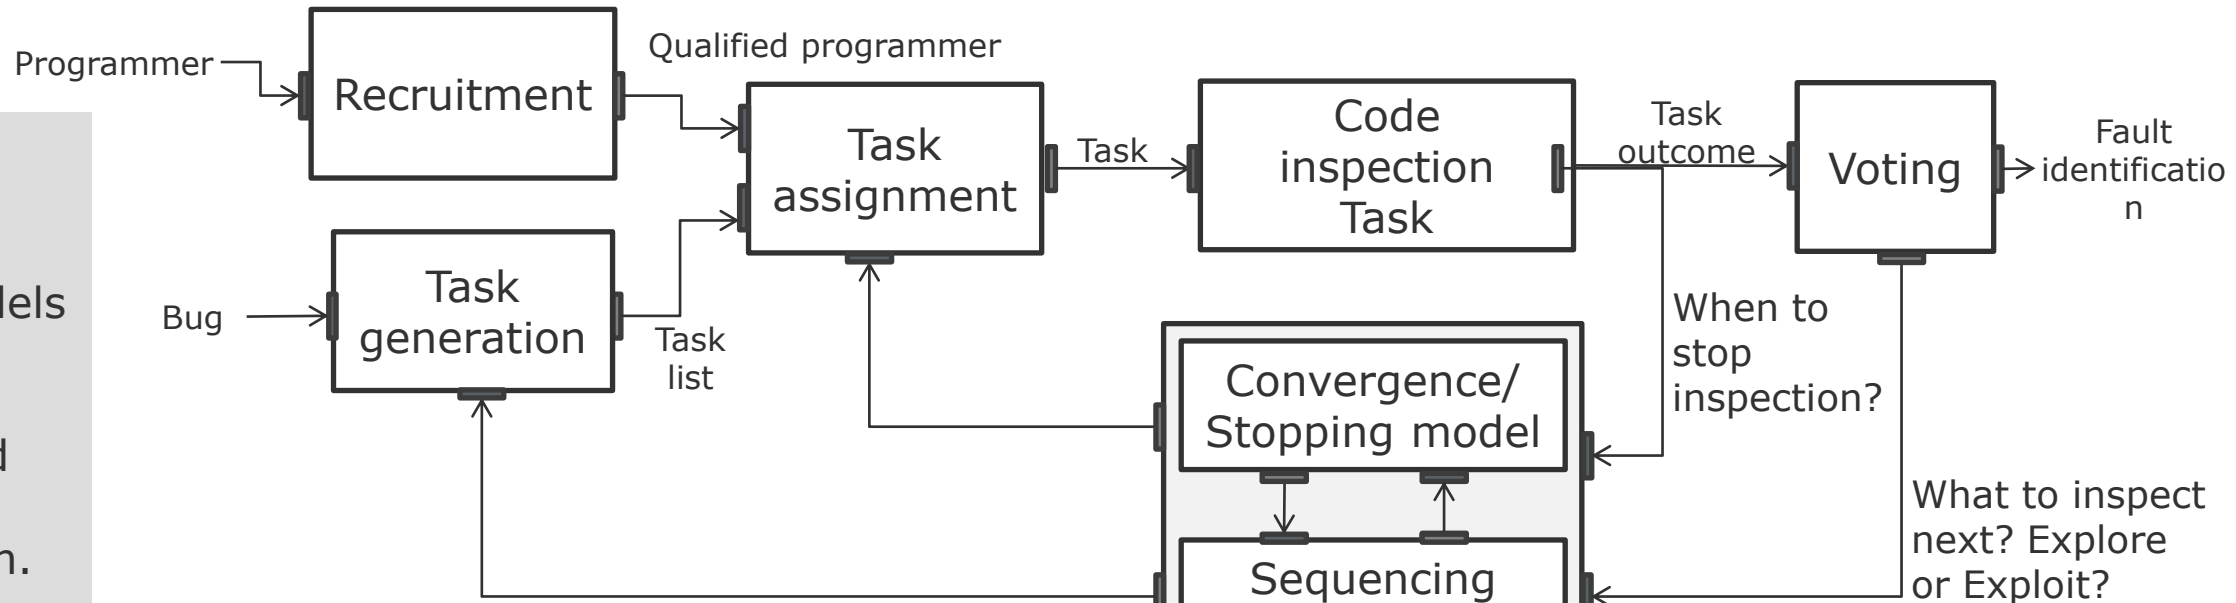 Programmer
Recruitment
Qualified programmer
Task
assignment
Task
Code
inspection
Task
Task
outcome
Voting
Fault
identificatio
n
Bug
Task
generation
Task
list
When to
stop
inspection?
Convergence/
Stopping model
Sequencing
What to inspect
next? Explore
or Exploit?